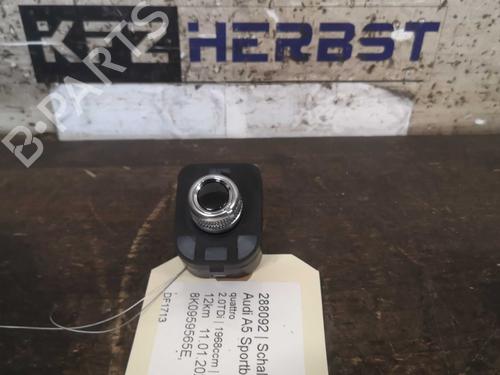 KFZ HERBST
B-PARTS
288092 | Schal
Audi A5 Sportb
quattro
2.0TDi | 1968ccm |
12km 11.01.20
8K0959565E,
DF1713